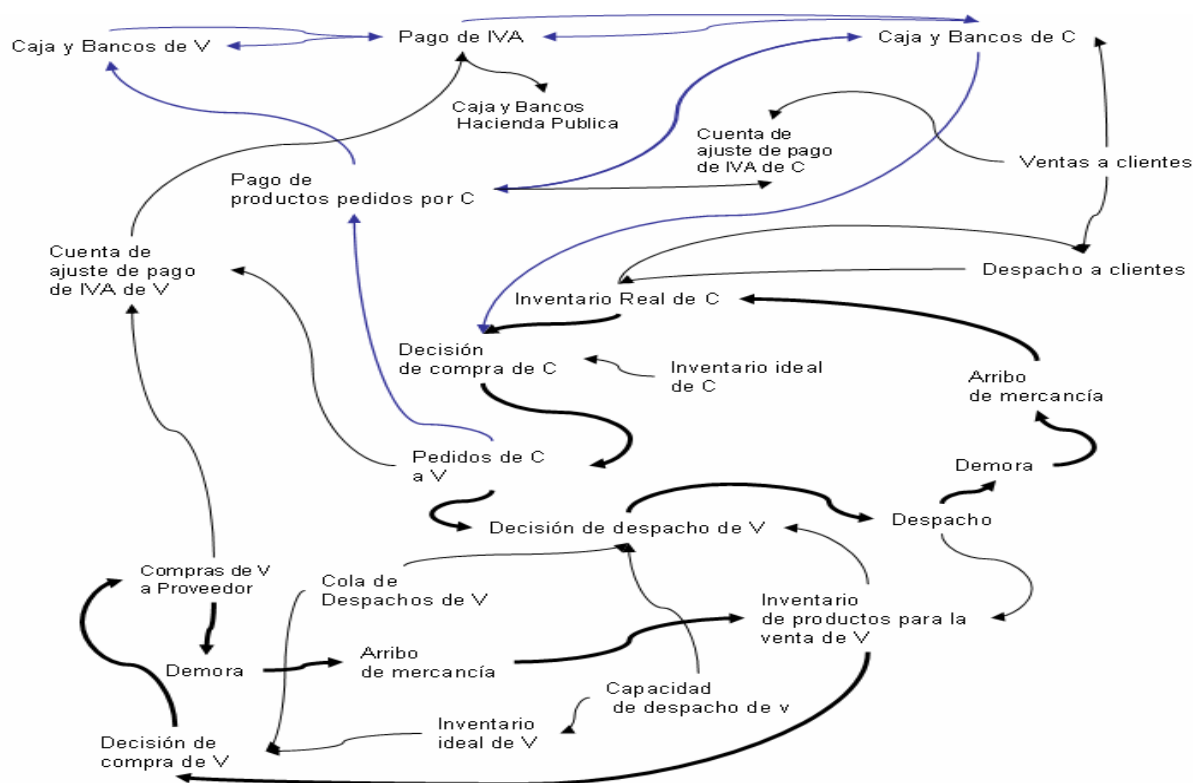 Caja y Bancos de V
Pago de IVA
Caja y Bancos de C
Caja y Bancos
Hacienda Publica
Cuenta de
ajuste de pago
de IVA de C
Ventas a clientes
Pago de
productos pedidos por C
Cuenta de
ajuste de pago
de IVA de V
Despacho a clientes
Inventario Real de C
Decisión
de compra de C
Inventario ideal
de C
Arribo
de mercancía
Pedidos de C
a V
Demora
Decisión de despacho de V
Despacho
Compras de V
a Proveedor
Cola de
Despachos de V
Inventario
de productos para la
venta de V
Demora
Arribo
de mercancía
Capacidad
de despacho de v
Inventario
ideal de V
Decisión de
compra de V